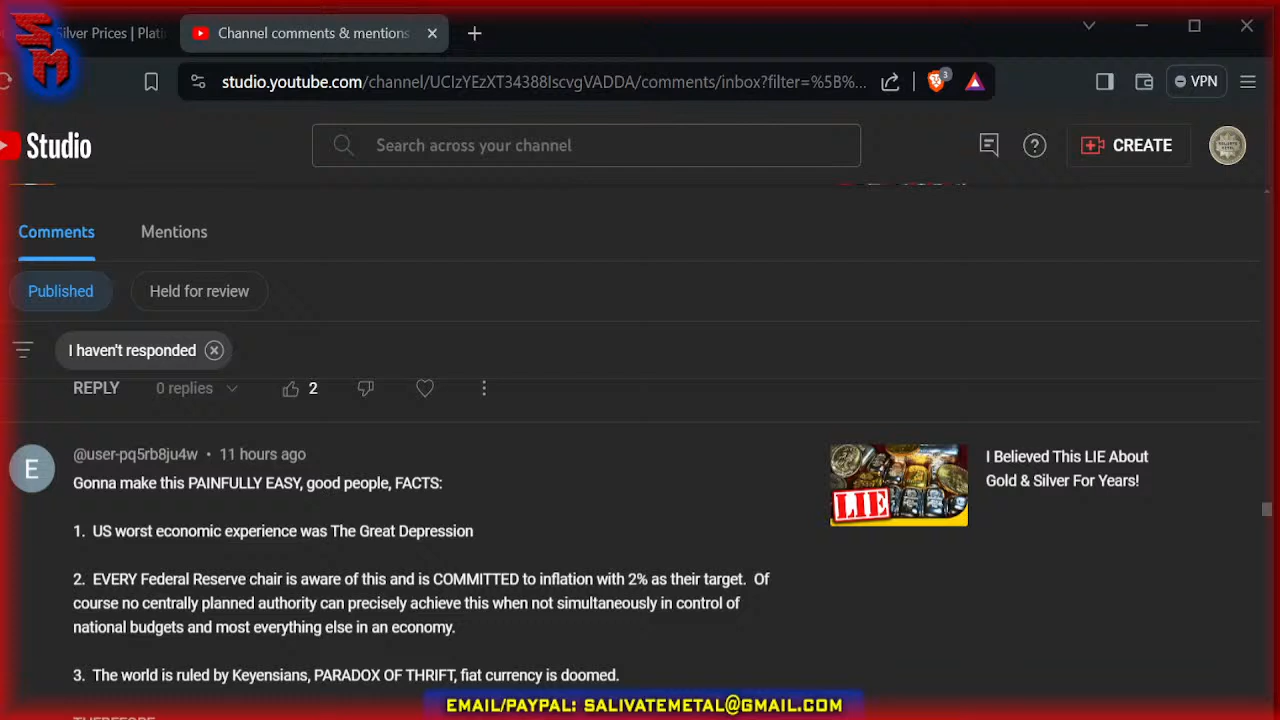 SM
Silver Prices | Plati
Channel comments & mentions
studio.youtube.com/channel/UCIzYEzXT34388IscvgVADDA/comments/inbox?filter=%5B%...
3
VPN
Studio
Search across your channel
CREATE
Comments
Mentions
Published
Held for review
I haven't responded
REPLY
0 replies
2
E
@user-pq5rb8ju4w • 11 hours ago
Gonna make this PAINFULLY EASY, good people, FACTS:
1. US worst economic experience was The Great Depression
2. EVERY Federal Reserve chair is aware of this and is COMMITTED to inflation with 2% as their target. Of
course no centrally planned authority can precisely achieve this when not simultaneously in control of
national budgets and most everything else in an economy.
3. The world is ruled by Keyensians, PARADOX OF THRIFT, fiat currency is doomed.
THEREFORE
LIE
I Believed This LIE About
Gold & Silver For Years!
EMAIL/PAYPAL: SALIVATEMETAL@GMAIL.COM